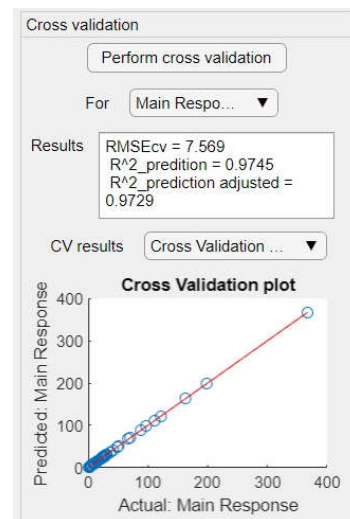 Cross validation
Perform cross validation
For Main Respo... ▼
Results
RMSEcv = 7.569
R^2_predition = 0.9745
R^2_prediction adjusted =
0.9729
CV results Cross Validation ... ▼
Cross Validation plot
Predicted: Main Response
400
300
200
100
0
0 100 200 300 400
Actual: Main Response